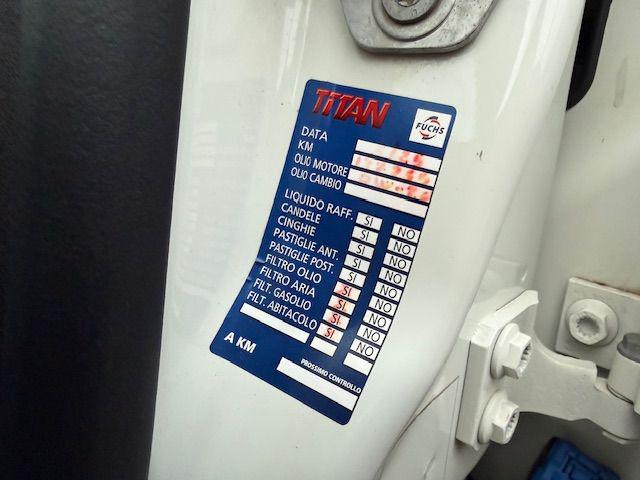 TITAN
FUCHS
DATA
KM
OLIO MOTORE
OLIO CAMBIO
LIQUIDO RAFF. SI NO
CANDELE SI NO
CINGHIE SI NO
PASTIGLIE ANT. SI NO
PASTIGLIE POST. SI NO
FILTRO OLIO SI NO
FILTRO ARIA SI NO
FILT. GASOLIO SI NO
FILT. ABITACOLO SI NO
A KM
PROSSIMO CONTROLLO